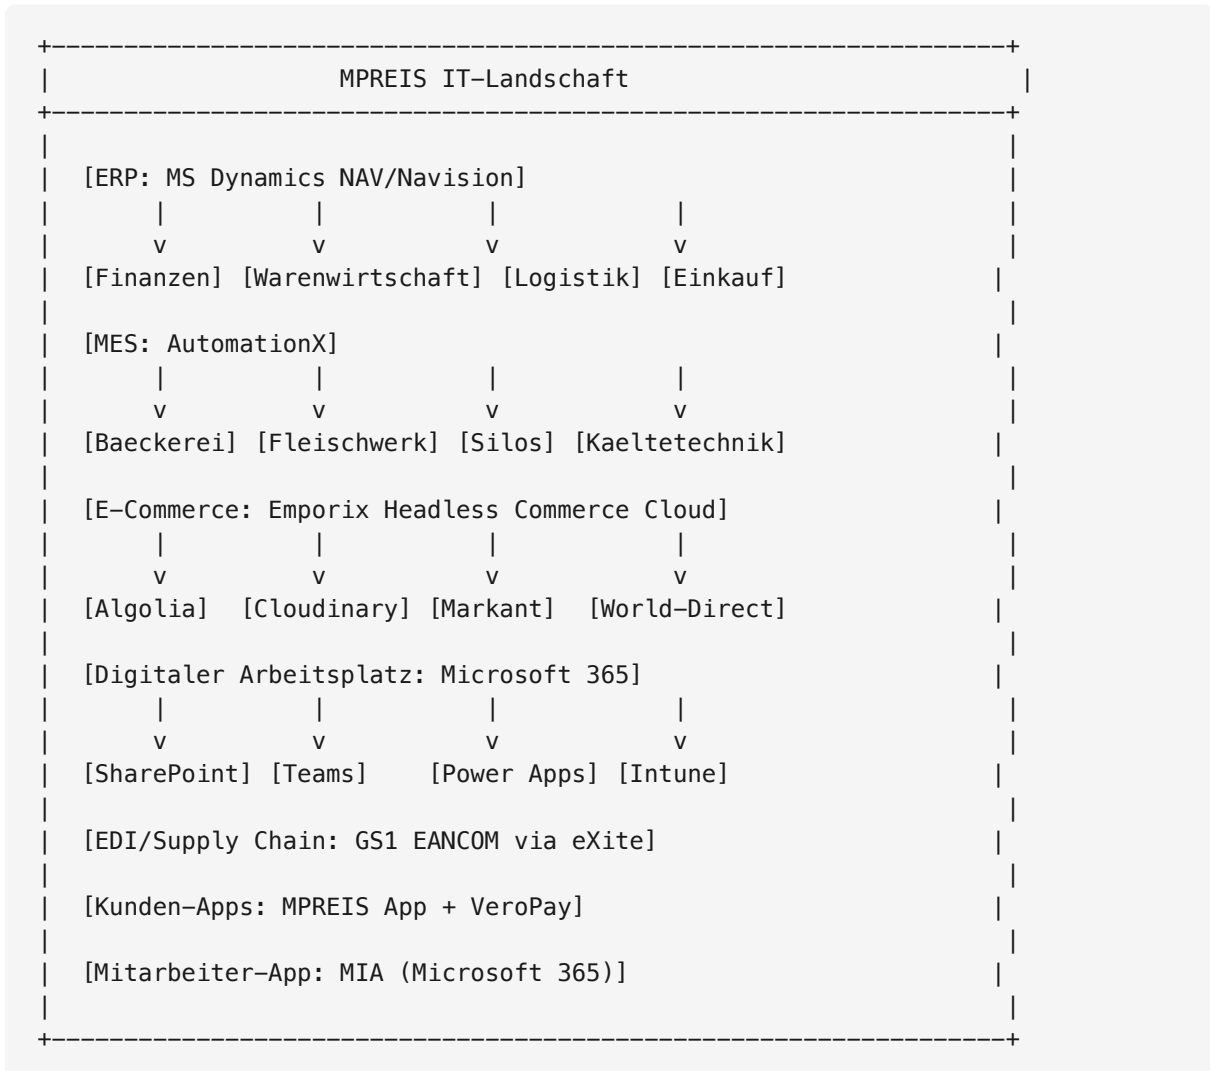 +------------------------------------------------------------------+
|                    MPREIS IT-Landschaft                           |
+------------------------------------------------------------------+
|                                                                  |
|  [ERP: MS Dynamics NAV/Navision]                                 |
|       |          |           |            |                      |
|       v          v           v            v                      |
|  [Finanzen] [Warenwirtschaft] [Logistik] [Einkauf]              |
|                                                                  |
|  [MES: AutomationX]                                             |
|       |          |           |            |                      |
|       v          v           v            v                      |
|  [Baeckerei] [Fleischwerk] [Silos] [Kaeltetechnik]              |
|                                                                  |
|  [E-Commerce: Emporix Headless Commerce Cloud]                  |
|       |          |           |            |                      |
|       v          v           v            v                      |
|  [Algolia]  [Cloudinary] [Markant]  [World-Direct]              |
|                                                                  |
|  [Digitaler Arbeitsplatz: Microsoft 365]                        |
|       |          |           |            |                      |
|       v          v           v            v                      |
|  [SharePoint] [Teams]    [Power Apps] [Intune]                  |
|                                                                  |
|  [EDI/Supply Chain: GS1 EANCOM via eXite]                       |
|                                                                  |
|  [Kunden-Apps: MPREIS App + VeroPay]                            |
|                                                                  |
|  [Mitarbeiter-App: MIA (Microsoft 365)]                         |
|                                                                  |
+------------------------------------------------------------------+